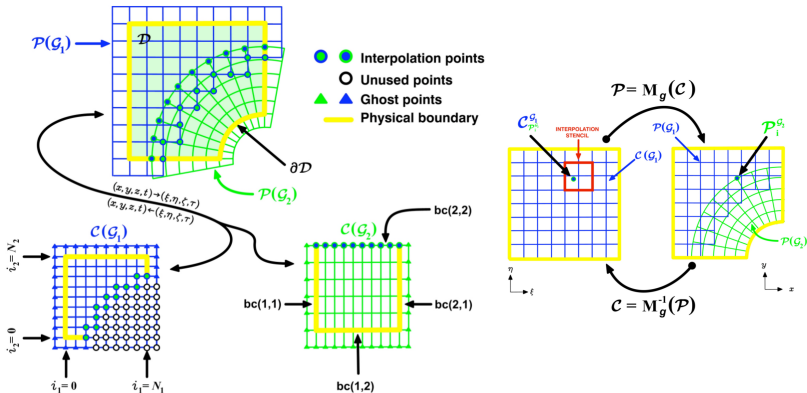 𝒟
𝒫(𝒢₁)
Interpolation points
Unused points
Ghost points
Physical boundary
∂𝒟
𝒫(𝒢₂)
(x,y,z,t)→(ξ,η,ζ,τ)
(x,y,z,t)←(ξ,η,ζ,τ)
𝒞(𝒢₁)
i₂=N₂
i₂=0
i₁=0
i₁=N₁
𝒞(𝒢₂)
bc(2,2)
bc(1,1)
bc(2,1)
bc(1,2)
𝒫=M_g(𝒞)
INTERPOLATION
STENCIL
𝒞(𝒢₁)
𝒫(𝒢₁)
𝒫(𝒢₂)
η
ξ
y
x
𝒞=M_g⁻¹(𝒫)